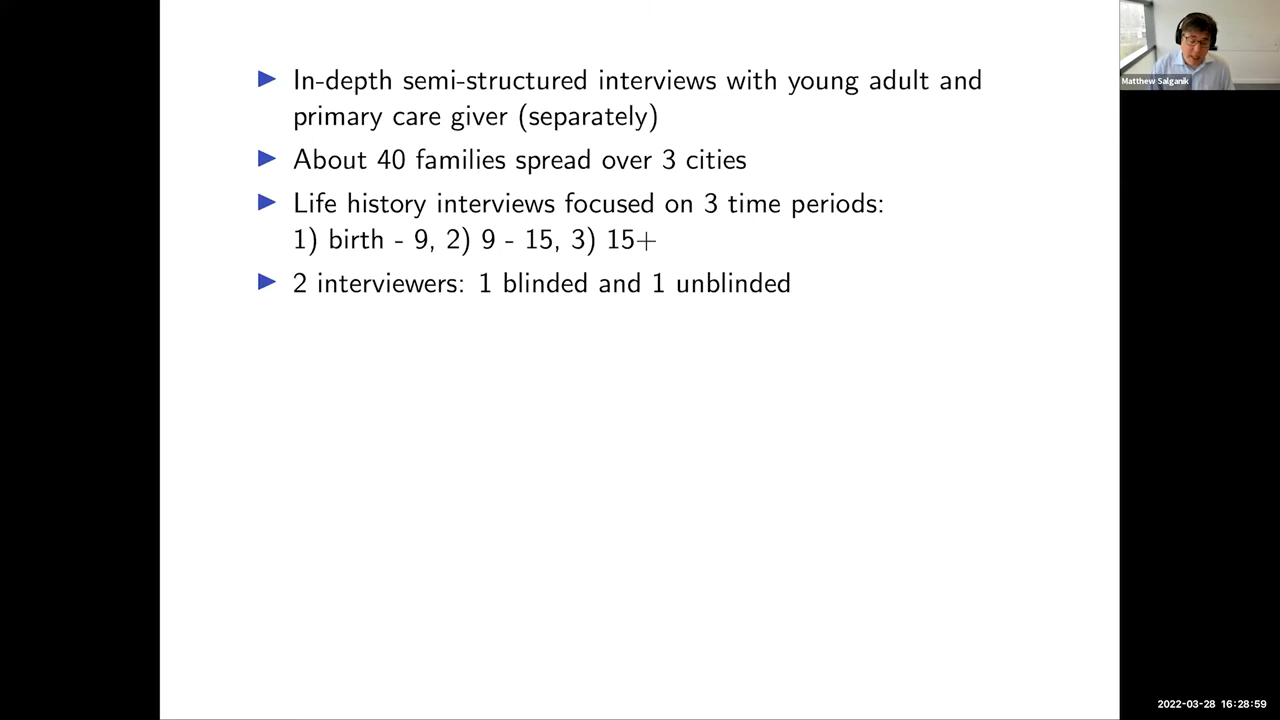 In-depth semi-structured interviews with young adult and
primary care giver (separately)
About 40 families spread over 3 cities
Life history interviews focused on 3 time periods:
1) birth - 9, 2) 9 - 15, 3) 15+
2 interviewers: 1 blinded and 1 unblinded
Matthew Salganik
2022-03-28 16:28:59